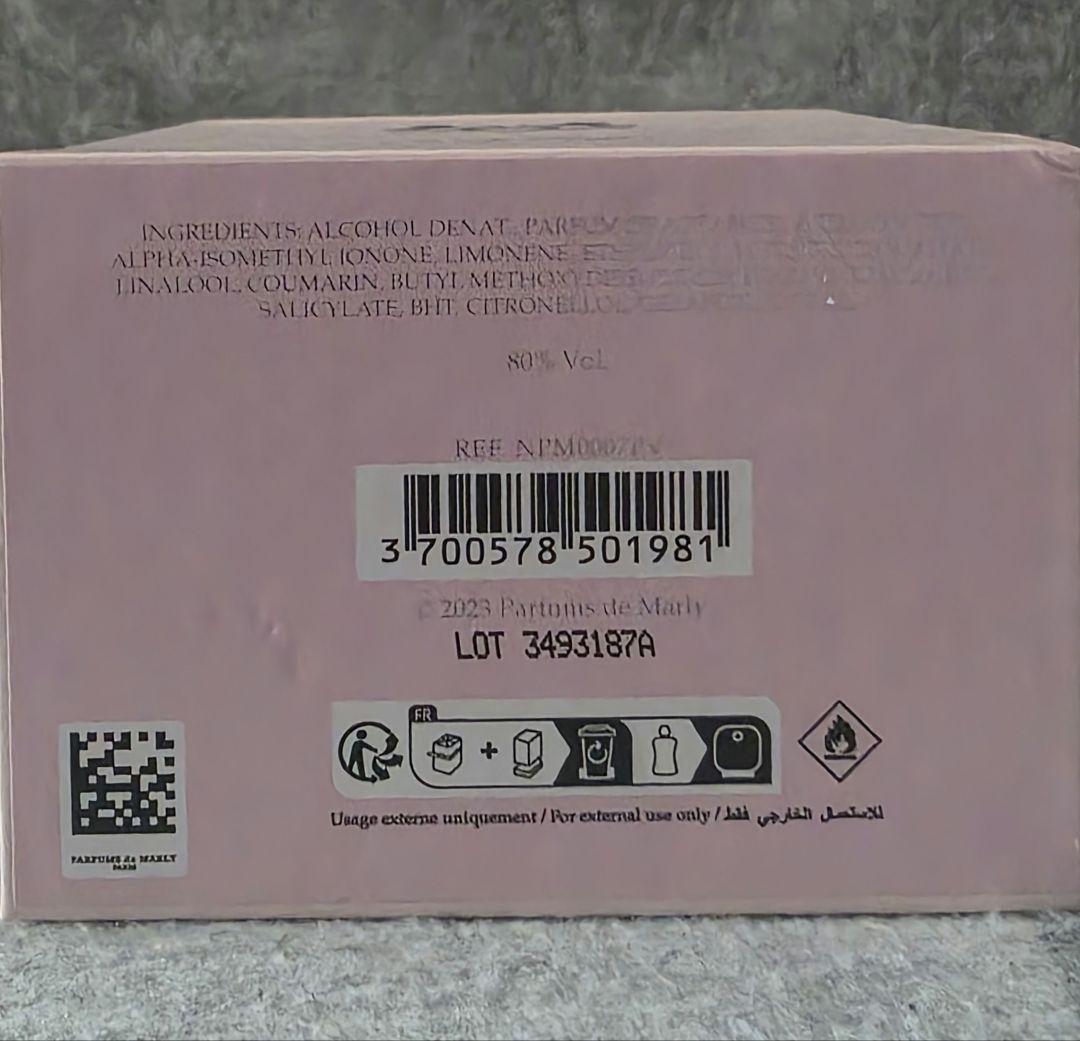 INGREDIENTS: ALCOHOL DENAT., PARFUM
ALPHA-ISOMETHYL IONONE, LIMONENE,
LINALOOL, COUMARIN, BUTYL
SALICYLATE, BHT, CITRONELLOL
80% Vol.
REF.
3 700578 501981
© 2023 Parfums de Marly
LOT 3493187A
FR
Usage externe uniquement / For external use only / للاستعمال الخارجي فقط
PARFUMS de MARLY
PARIS